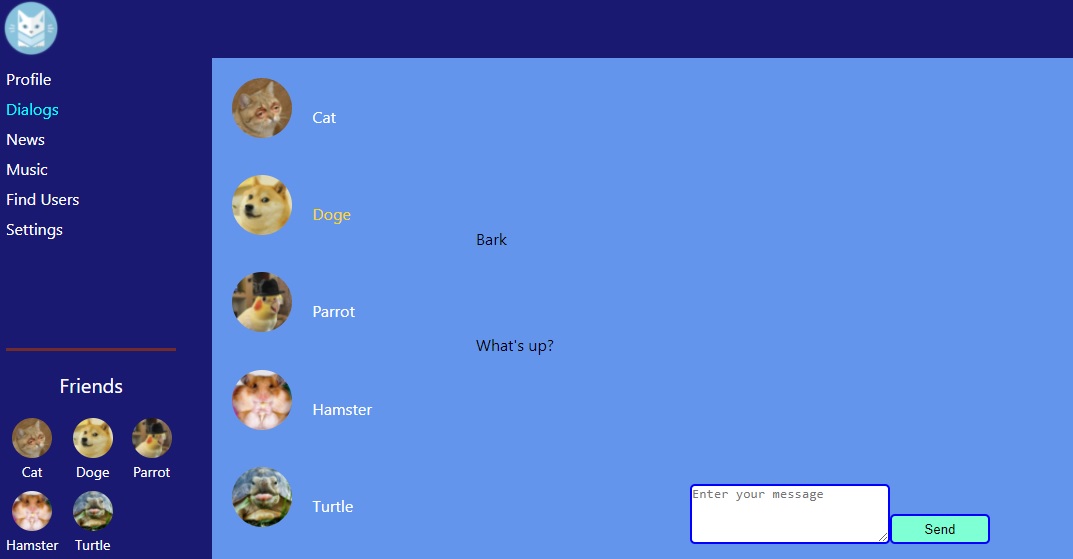 Profile
Dialogs
News
Music
Find Users
Settings
Friends
Cat
Doge
Parrot
Hamster
Turtle
Cat
Doge
Parrot
Hamster
Turtle
Bark
What's up?
Enter your message
Send